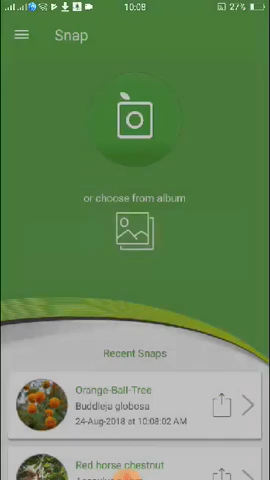 10:08
27%
Snap
or choose from album
Recent Snaps
Orange-Ball-Tree
Buddleja globosa
24-Aug-2018 at 10:08:02 AM
Red horse chestnut